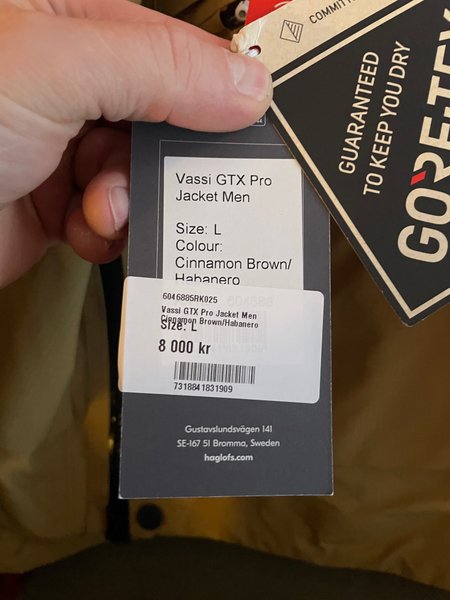 COMMITT
GUARANTEED
TO KEEP YOU DRY
GORE-TEX
Vassi GTX Pro
Jacket Men
Size: L
Colour:
Cinnamon Brown/
Habanero
6046885RK025
Vassi GTX Pro Jacket Men
Cinnamon Brown/Habanero
Size: L
8 000 kr
7318841831909
Gustavslundsvägen 141
SE-167 51 Bromma, Sweden
haglofs.com